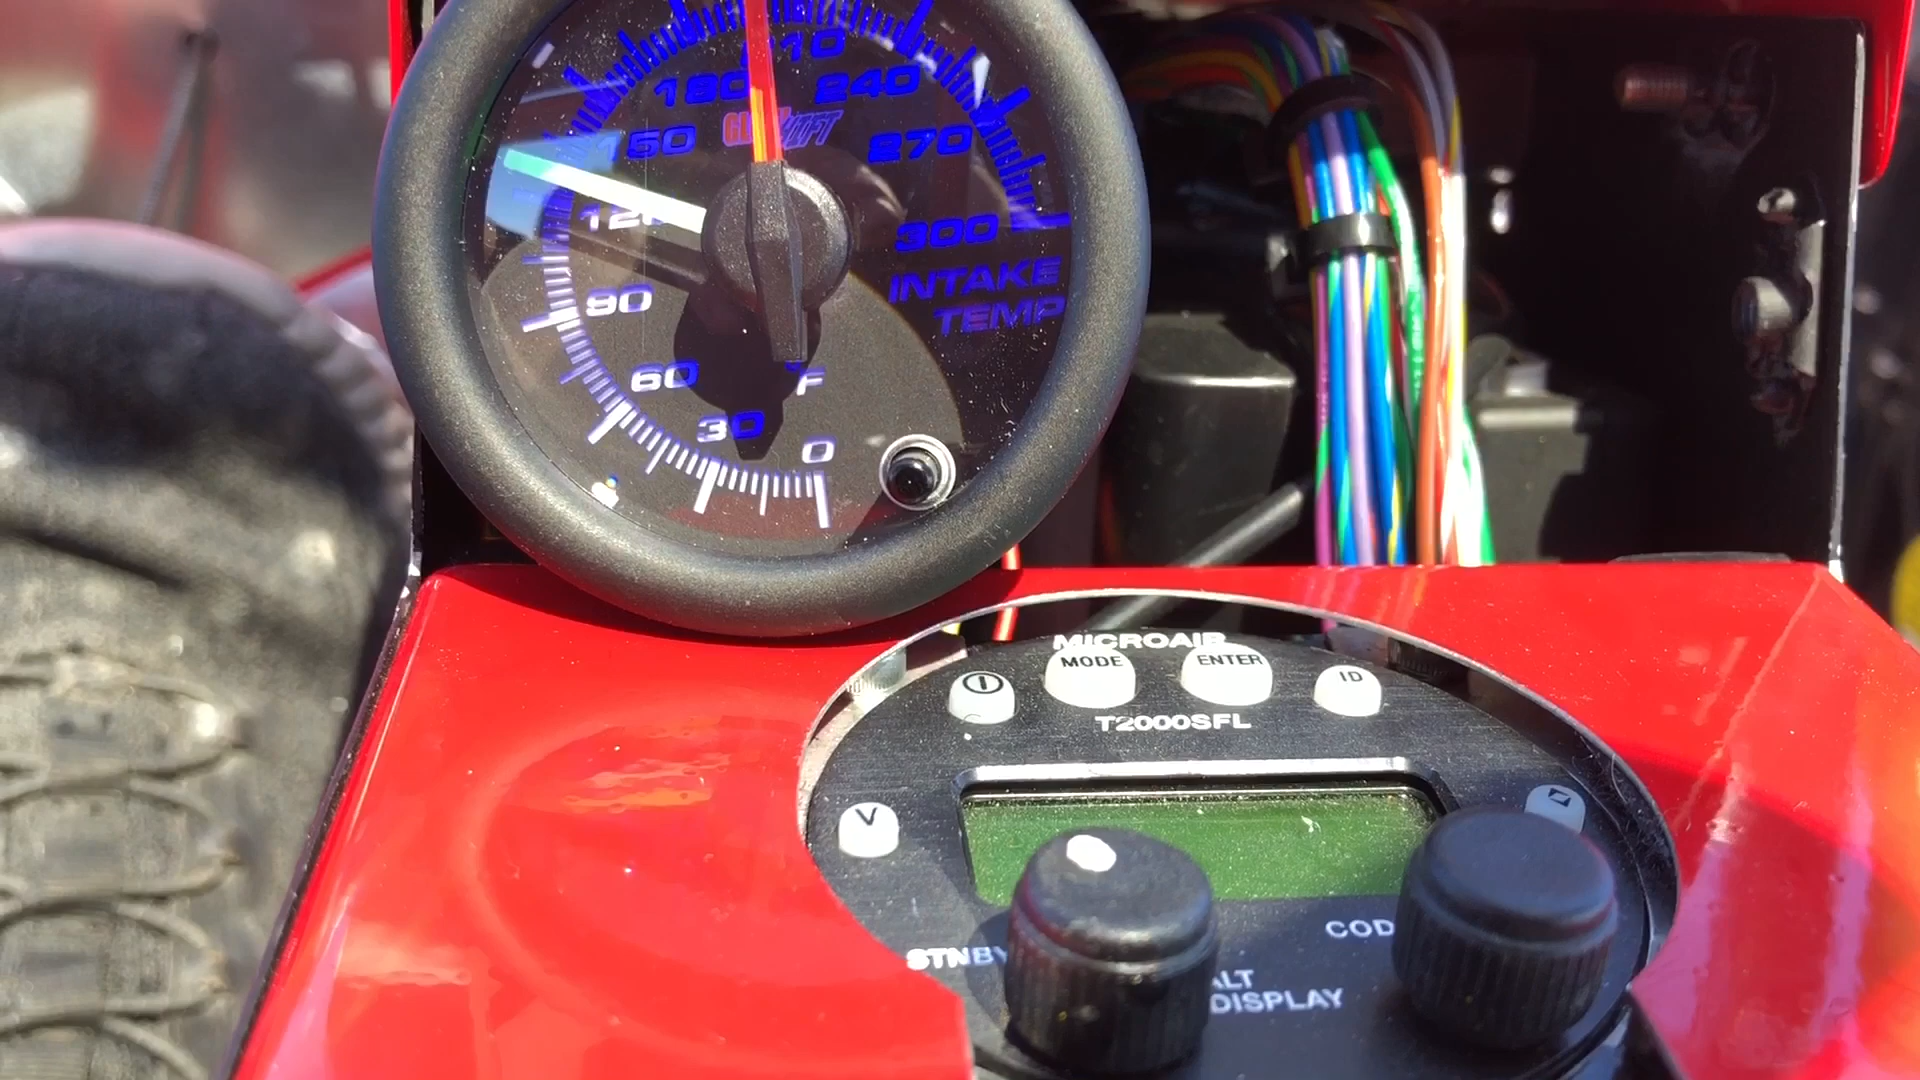 210
180
240
150
GLOWSHIFT
270
120
300
INTAKE
TEMP
90
60
°F
30
0
MICROAIR
MODE
ENTER
ID
T2000SFL
V
STNBY
COD
ALT
DISPLAY